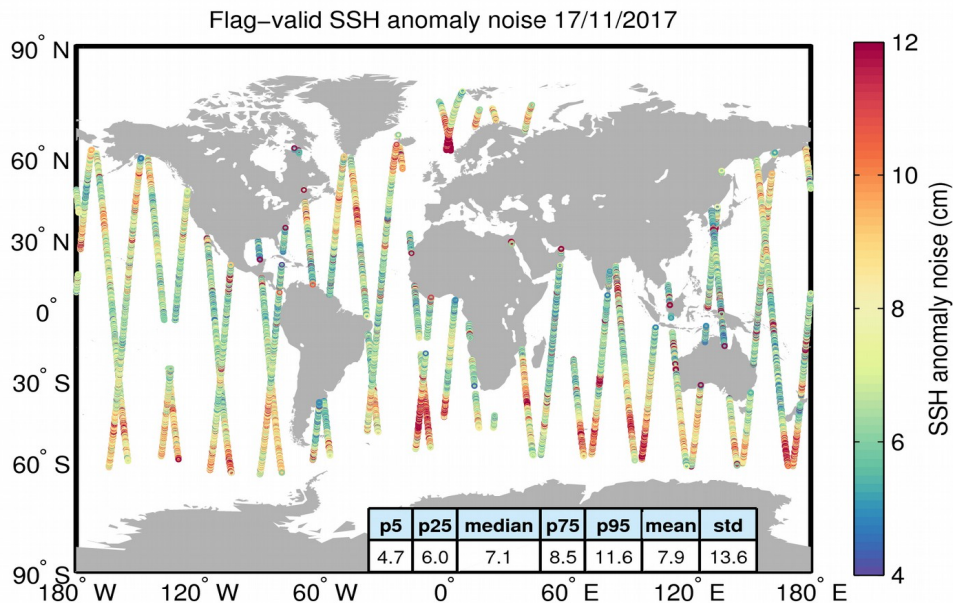 Flag−valid SSH anomaly noise 17/11/2017
90° N
60° N
30° N
0°
30° S
60° S
90° S
180° W
120° W
60° W
0°
60° E
120° E
180° E
p5 p25 median p75 p95 mean std
4.7 6.0 7.1 8.5 11.6 7.9 13.6
12
10
8
6
4
SSH anomaly noise (cm)